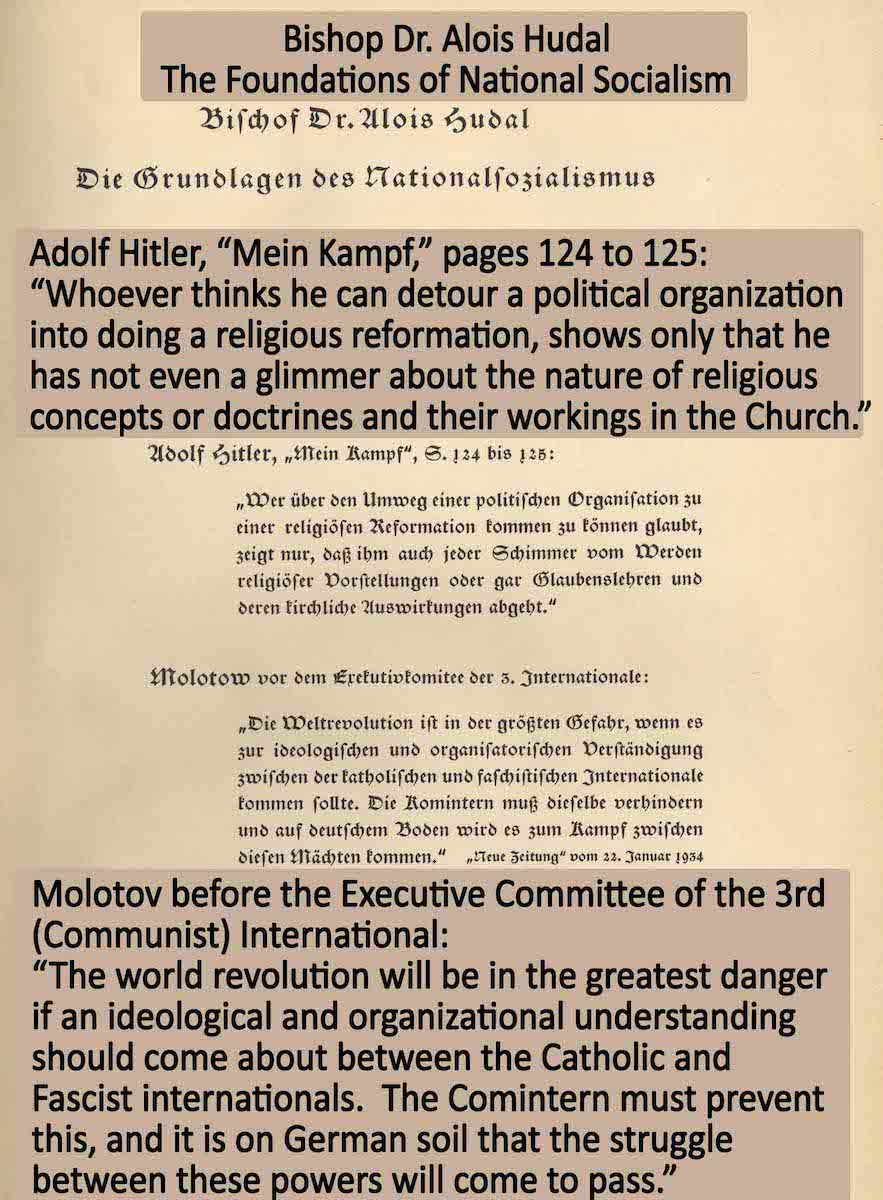 Bishop Dr. Alois Hudal
The Foundations of National Socialism
Bischof Dr. Alois Hudal
Die Grundlagen des Nationalsozialismus
Adolf Hitler, “Mein Kampf,” pages 124 to 125:
“Whoever thinks he can detour a political organization
into doing a religious reformation, shows only that he
has not even a glimmer about the nature of religious
concepts or doctrines and their workings in the Church.”
Adolf Hitler, „Mein Kampf“, S. 124 bis 125:
„Wer über den Umweg einer politischen Organisation zu
einer religiösen Reformation kommen zu können glaubt,
zeigt nur, daß ihm auch jeder Schimmer vom Werden
religiöser Vorstellungen oder gar Glaubenslehren und
deren kirchliche Auswirkungen abgeht.“
Molotow vor dem Exekutivkomitee der 3. Internationale:
„Die Weltrevolution ist in der größten Gefahr, wenn es
zur ideologischen und organisatorischen Verständigung
zwischen der katholischen und faschistischen Internationale
kommen sollte. Die Komintern muß dieselbe verhindern
und auf deutschem Boden wird es zum Kampf zwischen
diesen Mächten kommen.“ „Neue Zeitung“ vom 22. Januar 1934
Molotov before the Executive Committee of the 3rd
(Communist) International:
“The world revolution will be in the greatest danger
if an ideological and organizational understanding
should come about between the Catholic and
Fascist internationals. The Comintern must prevent
this, and it is on German soil that the struggle
between these powers will come to pass.”